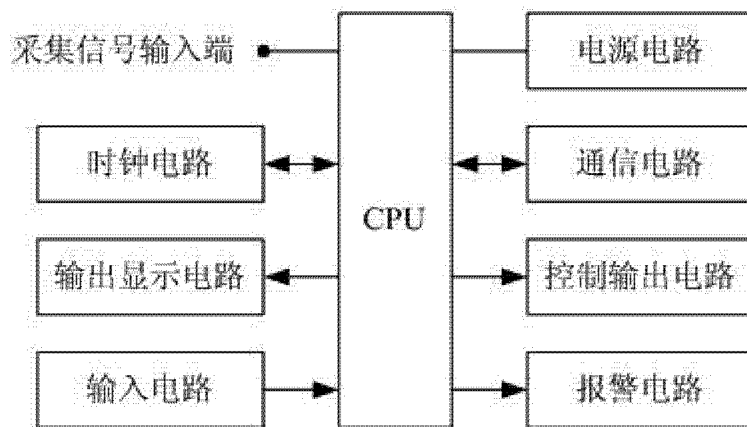 采集信号输入端
电源电路
时钟电路
通信电路
CPU
输出显示电路
控制输出电路
输入电路
报警电路